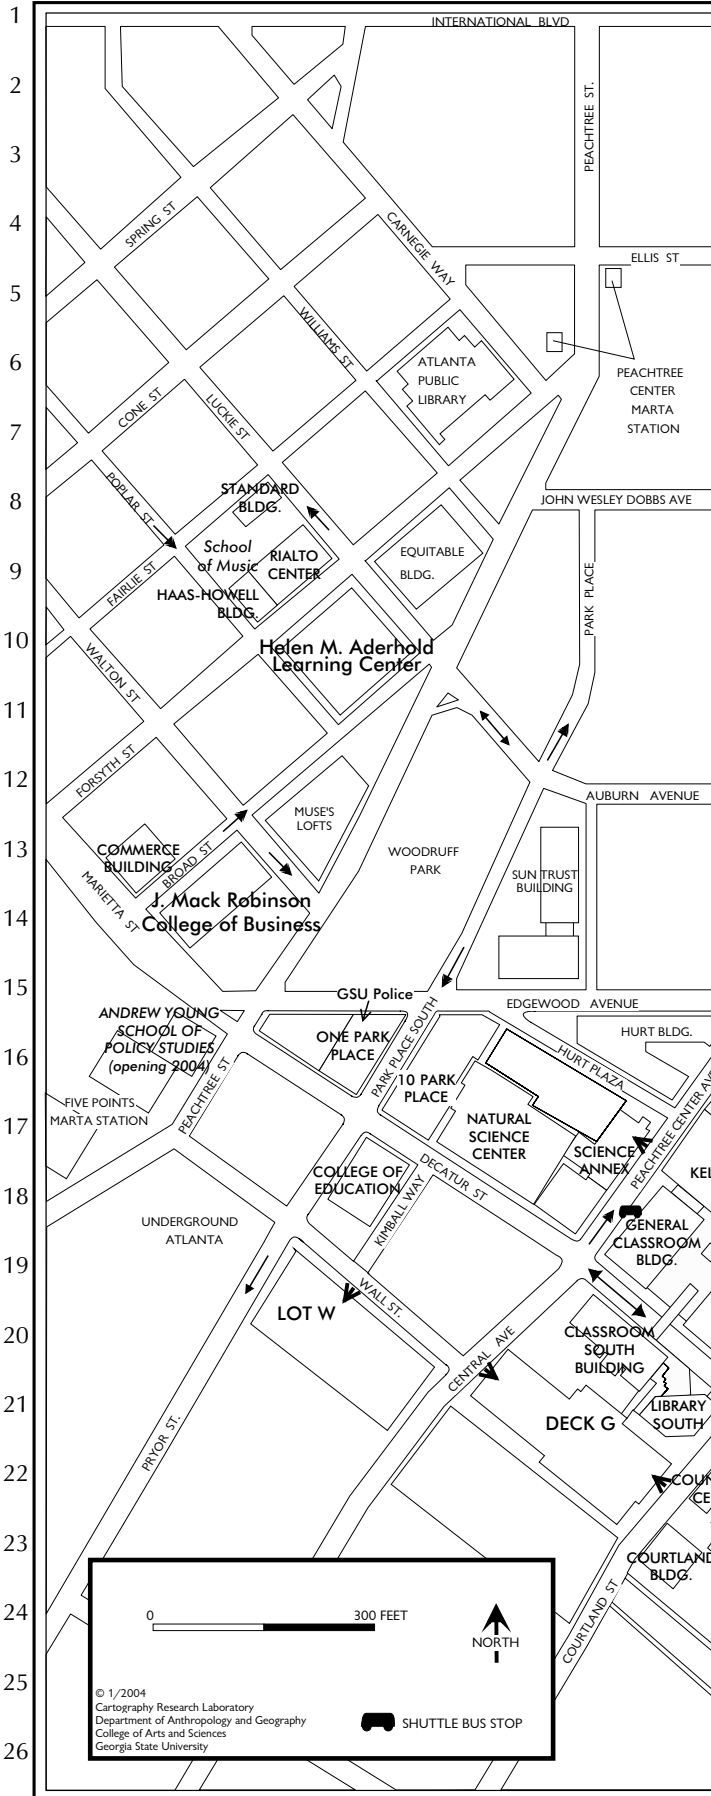 1
INTERNATIONAL BLVD
2
PEACHTREE ST.
3
4
SPRING ST
CARNEGIE WAY
ELLIS ST
5
WILLIAMS ST
6
ATLANTA
PUBLIC
LIBRARY
PEACHTREE
CENTER
MARTA
STATION
CONE ST
LUCKIE ST
7
POPLAR ST
8
STANDARD
BLDG.
JOHN WESLEY DOBBS AVE
School
of Music
RIALTO
CENTER
EQUITABLE
BLDG.
9
FAIRLIE ST
HAAS-HOWELL
BLDG.
PARK PLACE
10
Helen M. Aderhold
Learning Center
WALTON ST
11
FORSYTH ST
12
AUBURN AVENUE
MUSE'S
LOFTS
13
COMMERCE
BUILDING
BROAD ST
WOODRUFF
PARK
SUN TRUST
BUILDING
MARIETTA ST
J. Mack Robinson
College of Business
14
15
GSU Police
EDGEWOOD AVENUE
ANDREW YOUNG
SCHOOL OF
POLICY STUDIES
(opening 2004)
ONE PARK
PLACE
PARK PLACE SOUTH
HURT BLDG.
16
HURT PLAZA
PEACHTREE ST
10 PARK
PLACE
FIVE POINTS
MARTA STATION
17
NATURAL
SCIENCE
CENTER
SCIENCE
ANNEX
PEACHTREE CENTER AVE
DECATUR ST
COLLEGE OF
EDUCATION
KEL
18
KIMBALL WAY
UNDERGROUND
ATLANTA
GENERAL
CLASSROOM
BLDG.
19
WALL ST.
LOT W
20
CENTRAL AVE
CLASSROOM
SOUTH
BUILDING
21
LIBRARY
SOUTH
DECK G
PRYOR ST.
22
COUN
CE
23
COURTLAND
BLDG.
24
COURTLAND ST
0 300 FEET
NORTH
25
© 1/2004
Cartography Research Laboratory
Department of Anthropology and Geography
College of Arts and Sciences
Georgia State University
SHUTTLE BUS STOP
26